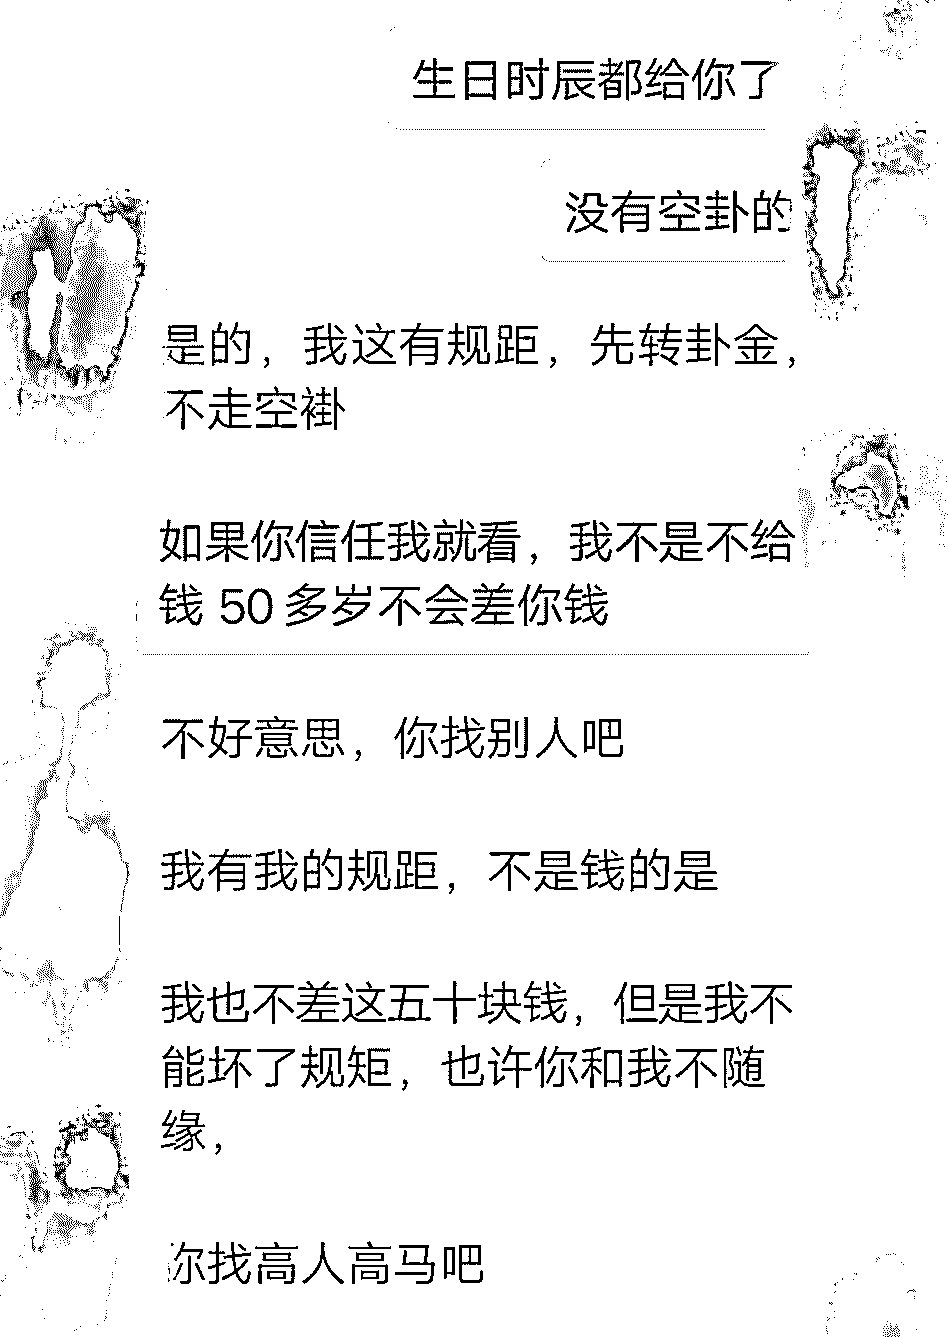 生日时辰都给你了
没有空卦的
是的，我这有规距，先转卦金，
不走空褂
如果你信任我就看，我不是不给
钱 50 多岁不会差你钱
不好意思，你找别人吧
我有我的规距，不是钱的是
我也不差这五十块钱，但是我不
能坏了规矩，也许你和我不随
缘，
你找高人高马吧